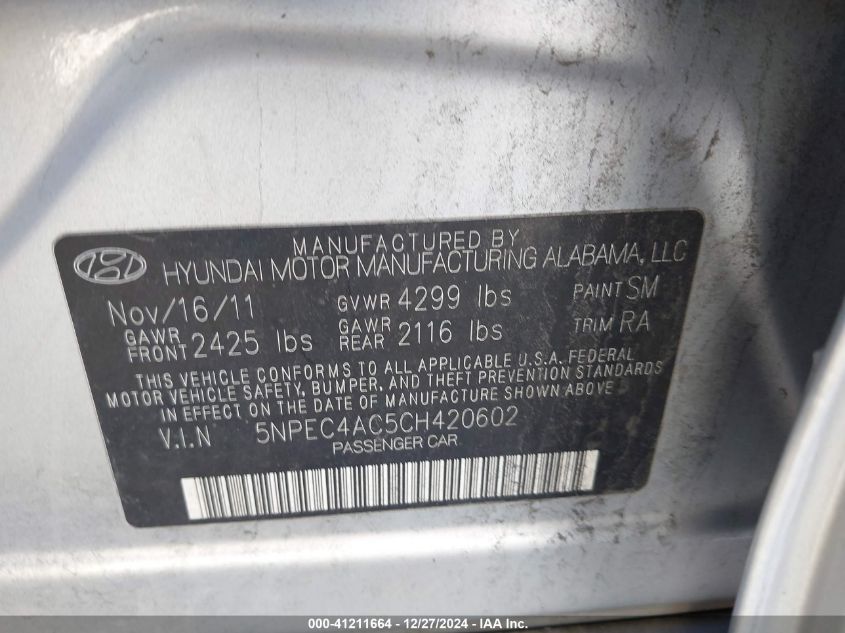 MANUFACTURED BY
HYUNDAI MOTOR MANUFACTURING ALABAMA, LLC
Nov/16/11 GVWR 4299 lbs PAINT SM
GAWR FRONT 2425 lbs GAWR REAR 2116 lbs TRIM RA
THIS VEHICLE CONFORMS TO ALL APPLICABLE U.S.A. FEDERAL
MOTOR VEHICLE SAFETY, BUMPER, AND THEFT PREVENTION STANDARDS
IN EFFECT ON THE DATE OF MANUFACTURE SHOWN ABOVE
V.I.N 5NPEC4AC5CH420602
PASSENGER CAR
000-41211664 - 12/27/2024 - IAA, Inc.